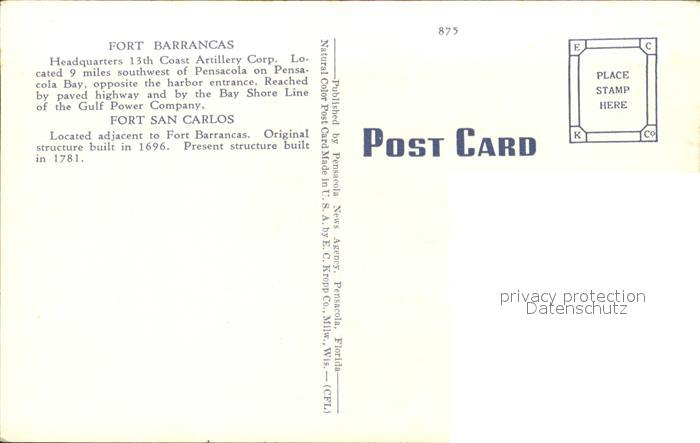 FORT BARRANCAS
Headquarters 13th Coast Artillery Corp. Lo-
cated 9 miles southwest of Pensacola on Pensa-
cola Bay, opposite the harbor entrance. Reached
by paved highway and by the Bay Shore Line
of the Gulf Power Company.
FORT SAN CARLOS
Located adjacent to Fort Barrancas. Original
structure built in 1696. Present structure built
in 1781.
Published by Pensacola News Agency, Pensacola, Florida
Natural Color Post Card Made in U. S. A. by E. C. Kropp Co., Milw., Wis. — (CFL)
875
POST CARD
E C
PLACE
STAMP
HERE
K Co
privacy protection
Datenschutz